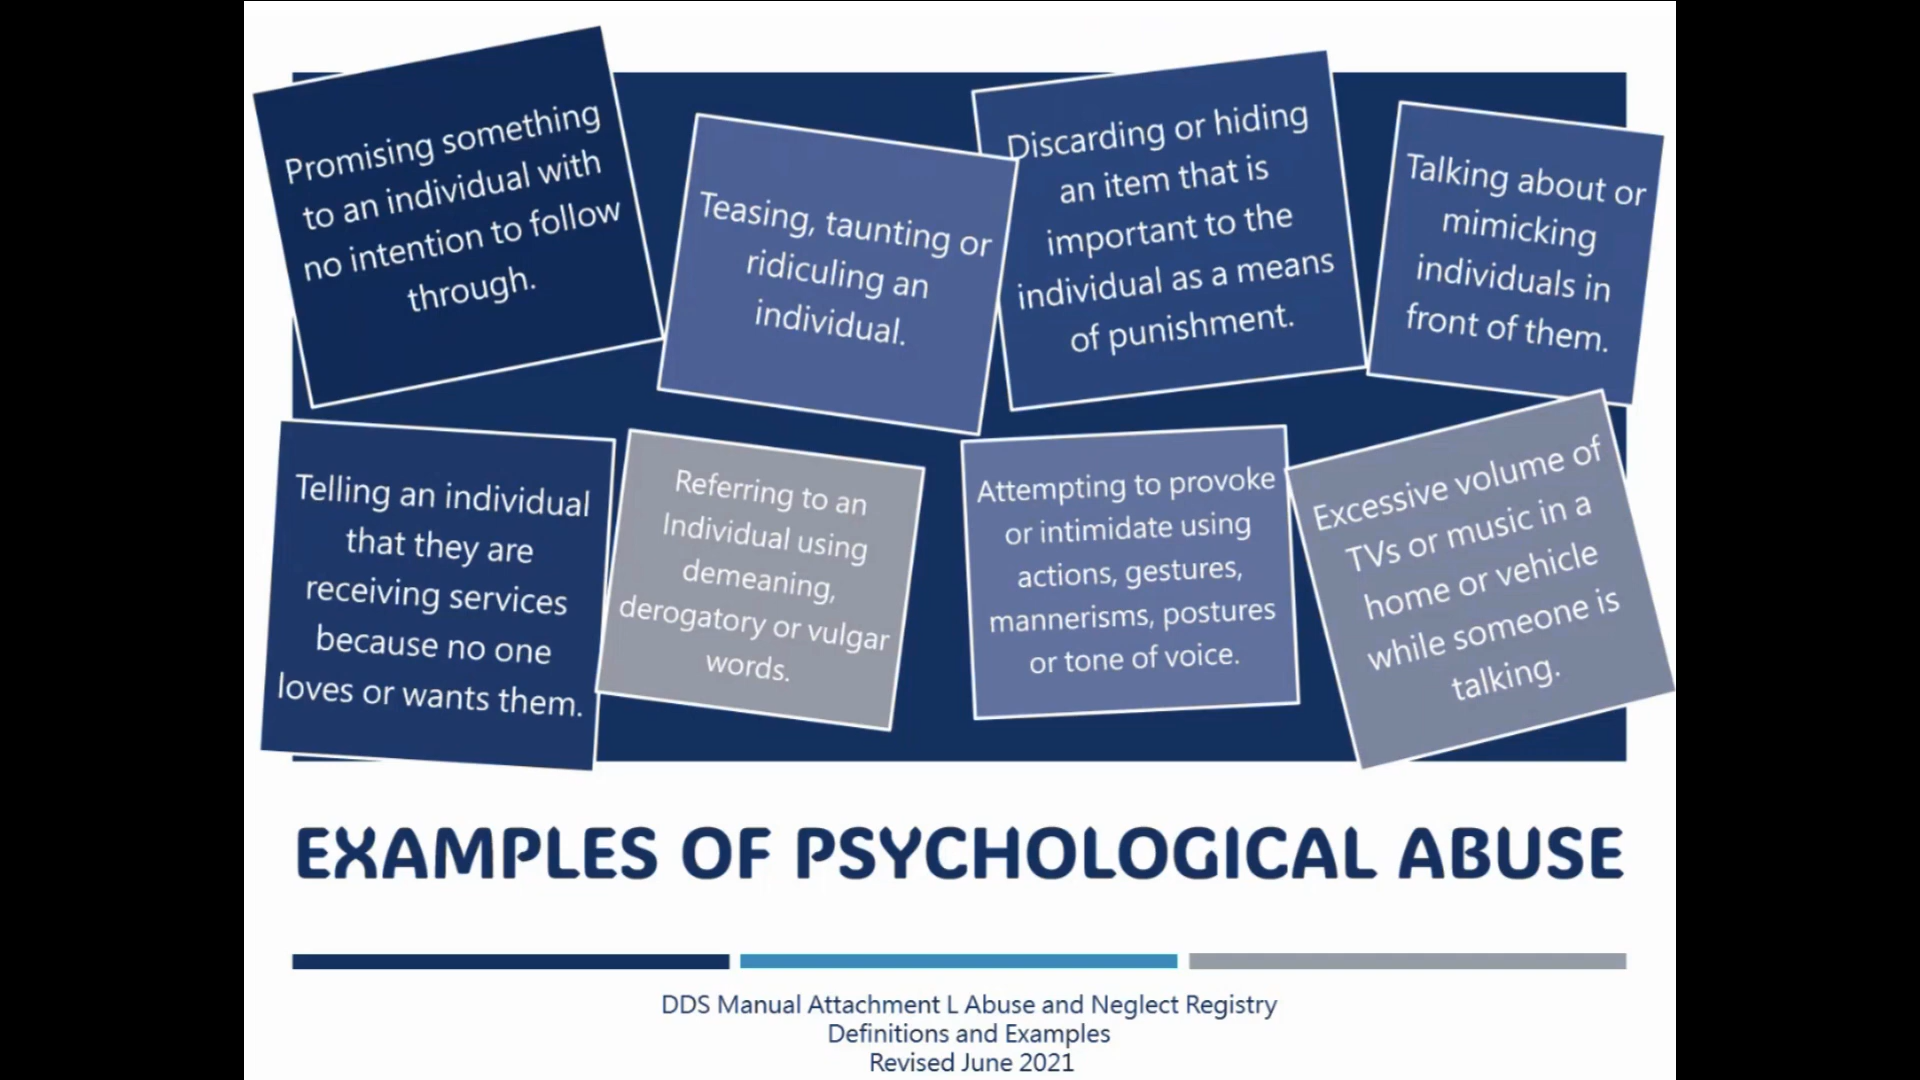 Promising something
to an individual with
no intention to follow
through.
Teasing, taunting or
ridiculing an
individual.
Discarding or hiding
an item that is
important to the
individual as a means
of punishment.
Talking about or
mimicking
individuals in
front of them.
Telling an individual
that they are
receiving services
because no one
loves or wants them.
Referring to an
Individual using
demeaning,
derogatory or vulgar
words.
Attempting to provoke
or intimidate using
actions, gestures,
mannerisms, postures
or tone of voice.
Excessive volume of
TVs or music in a
home or vehicle
while someone is
talking.
EXAMPLES OF PSYCHOLOGICAL ABUSE
DDS Manual Attachment L Abuse and Neglect Registry
Definitions and Examples
Revised June 2021